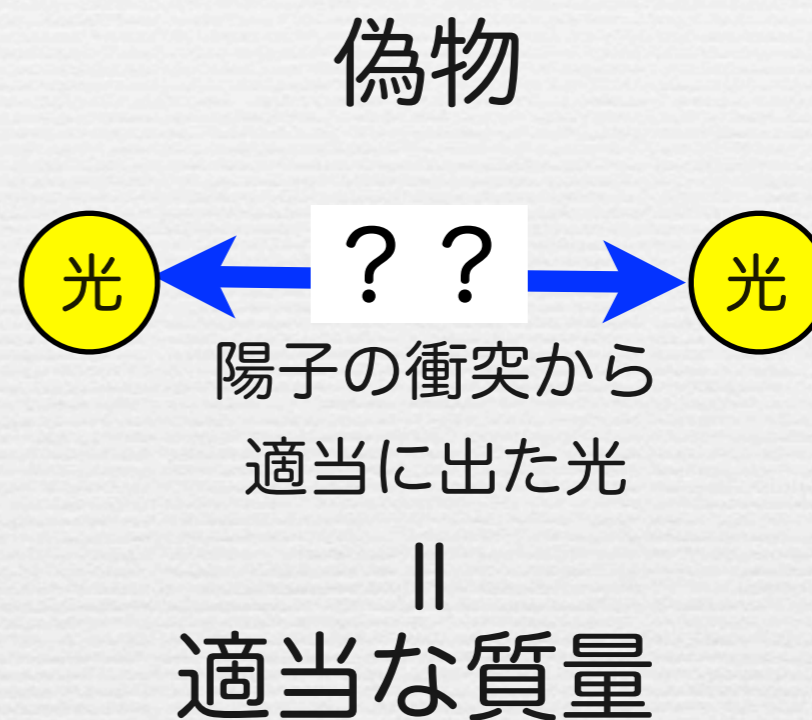 偽物
光 ？？ 光
陽子の衝突から
適当に出た光
||
適当な質量